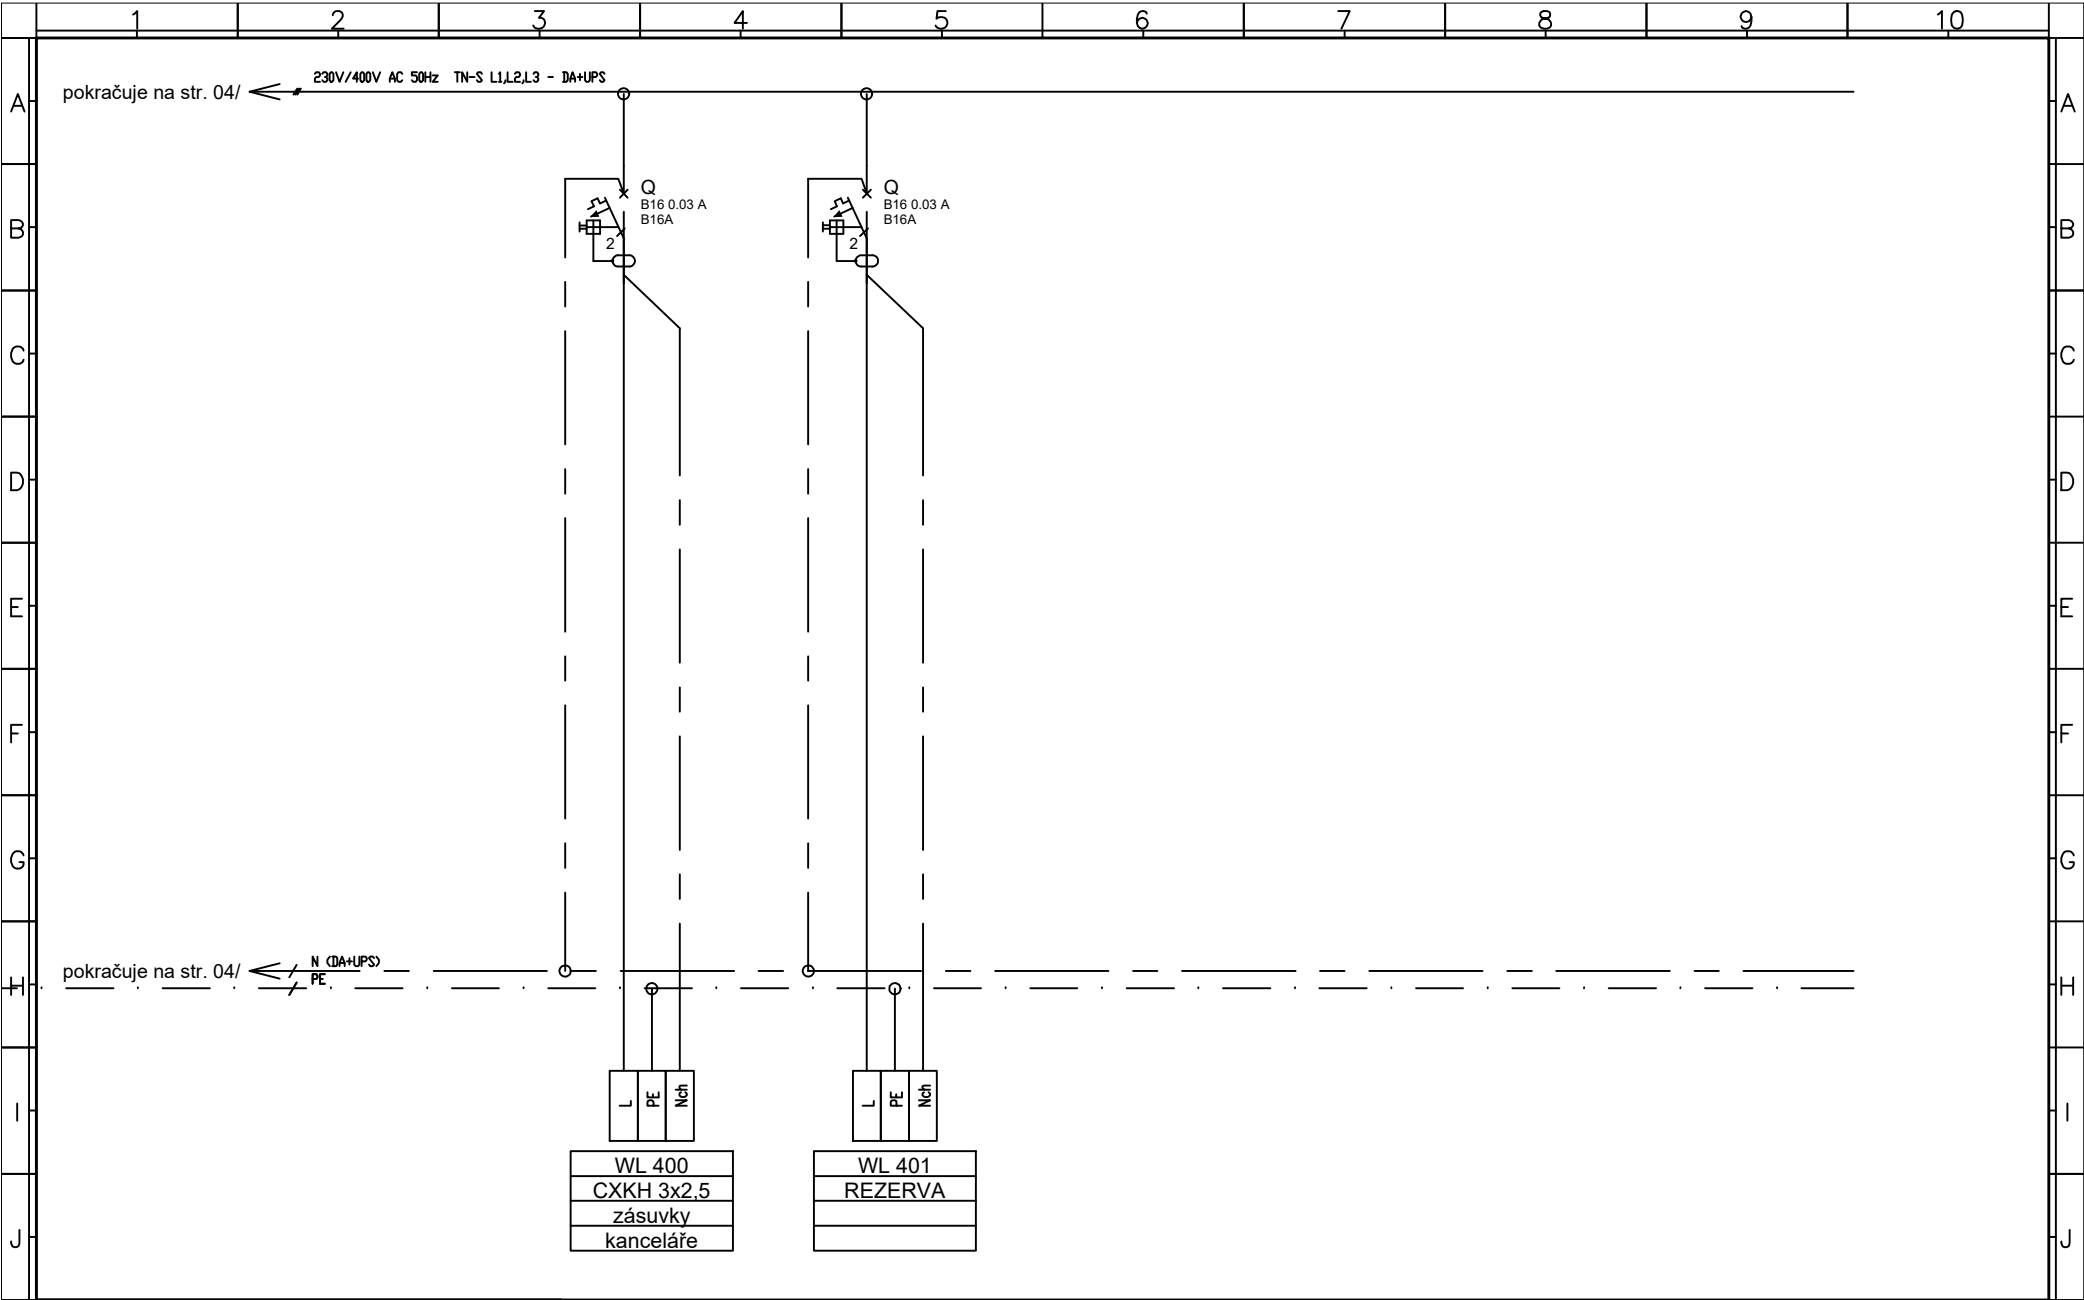 1 2 3 4 5 6 7 8 9 10
A A
B B
C C
D D
E E
F F
G G
H H
I I
J J
230V/400V AC 50Hz TN-S L1,L2,L3 - DA+UPS
pokračuje na str. 04/
Q
B16 0.03 A
B16A
2
Q
B16 0.03 A
B16A
2
N (DA+UPS)
pokračuje na str. 04/
PE
L PE Nch
L PE Nch
WL 400
CXKH 3x2,5
zásuvky
kanceláře
WL 401
REZERVA